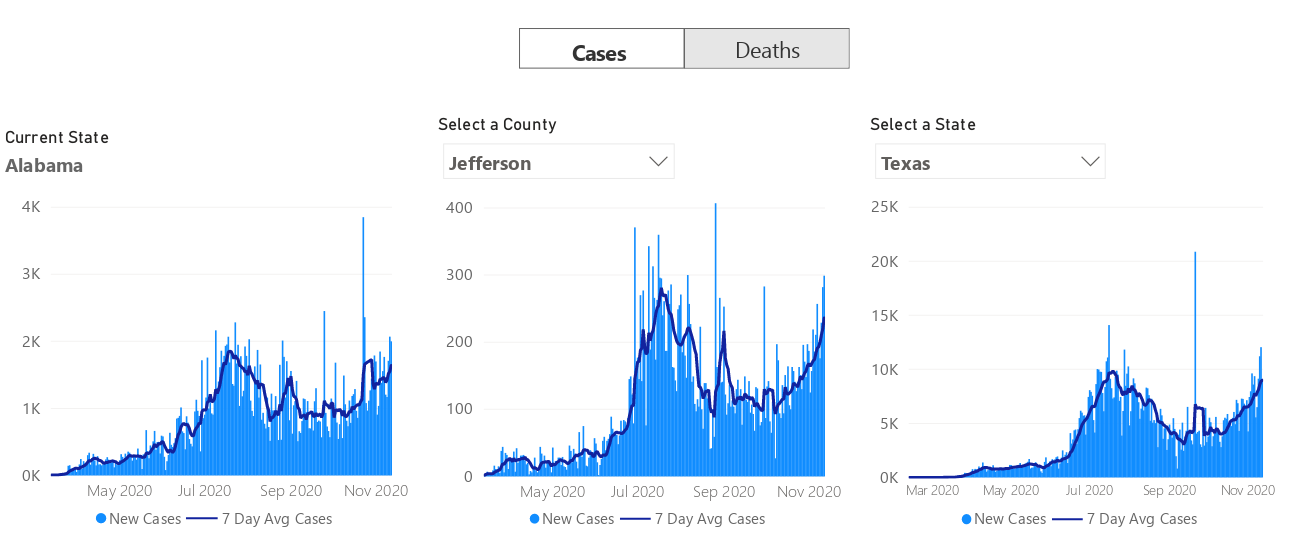 Cases
Deaths
Current State
Alabama
4K
3K
2K
1K
0K
May 2020 Jul 2020 Sep 2020 Nov 2020
New Cases 7 Day Avg Cases
Select a County
Jefferson
400
300
200
100
0
May 2020 Jul 2020 Sep 2020 Nov 2020
New Cases 7 Day Avg Cases
Select a State
Texas
25K
20K
15K
10K
5K
0K
Mar 2020 May 2020 Jul 2020 Sep 2020 Nov 2020
New Cases 7 Day Avg Cases